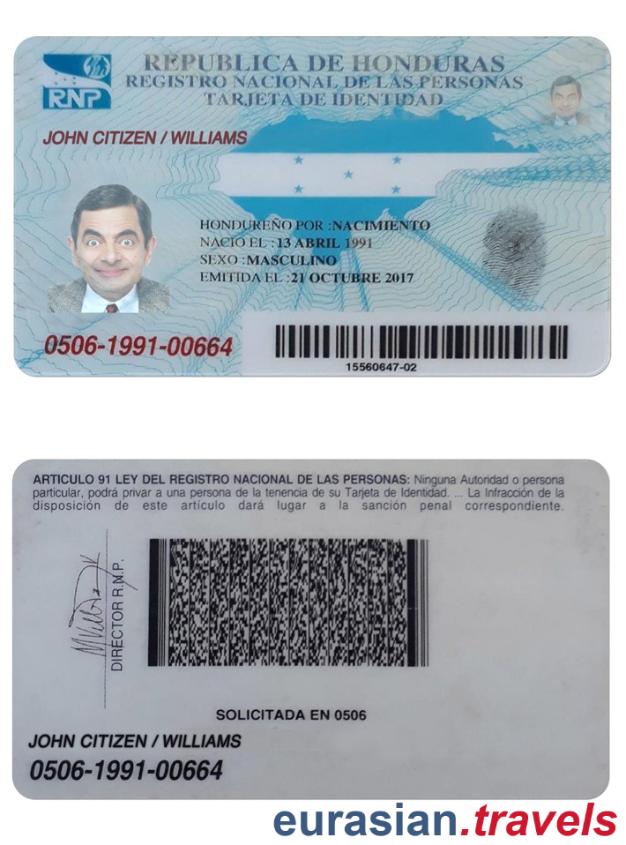 REPUBLICA DE HONDURAS
REGISTRO NACIONAL DE LAS PERSONAS
TARJETA DE IDENTIDAD
RNP
JOHN CITIZEN / WILLIAMS
HONDUREÑO POR :NACIMIENTO
NACIO EL :13 ABRIL 1991
SEXO :MASCULINO
EMITIDA EL :21 OCTUBRE 2017
0506-1991-00664
15560647-02
ARTICULO 91 LEY DEL REGISTRO NACIONAL DE LAS PERSONAS: Ninguna Autoridad o persona
particular, podrá privar a una persona de la tenencia de su Tarjeta de Identidad. ... La Infracción de la
disposición de este artículo dará lugar a la sanción penal correspondiente.
DIRECTOR R.N.P.
SOLICITADA EN 0506
JOHN CITIZEN / WILLIAMS
0506-1991-00664
eurasian.travels